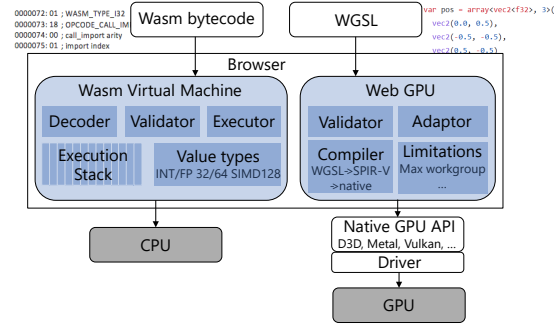 0000072: 01 ; WASM_TYPE_I32
0000073: 18 ; OPCODE_CALL_IM
0000074: 00 ; call_import arity
0000075: 01 ; import index
Wasm bytecode
WGSL
var pos = array<vec2<f32>, 3>(
vec2(0.0, 0.5),
vec2(-0.5, -0.5),
vec2(0.5, -0.5)
Browser
Wasm Virtual Machine
Decoder
Validator
Executor
Execution
Stack
Value types
INT/FP 32/64 SIMD128
Web GPU
Validator
Adaptor
Compiler
WGSL->SPIR-V
->native
Limitations
Max workgroup
...
CPU
Native GPU API
D3D, Metal, Vulkan, ...
Driver
GPU